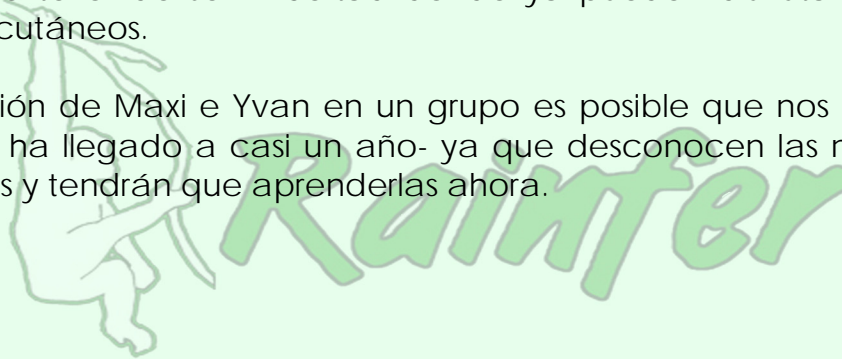 cutáneos.
ión de Maxi e Yvan en un grupo es posible que nos
ha llegado a casi un año- ya que desconocen las
s y tendrán que aprenderlas ahora.
Rainfer